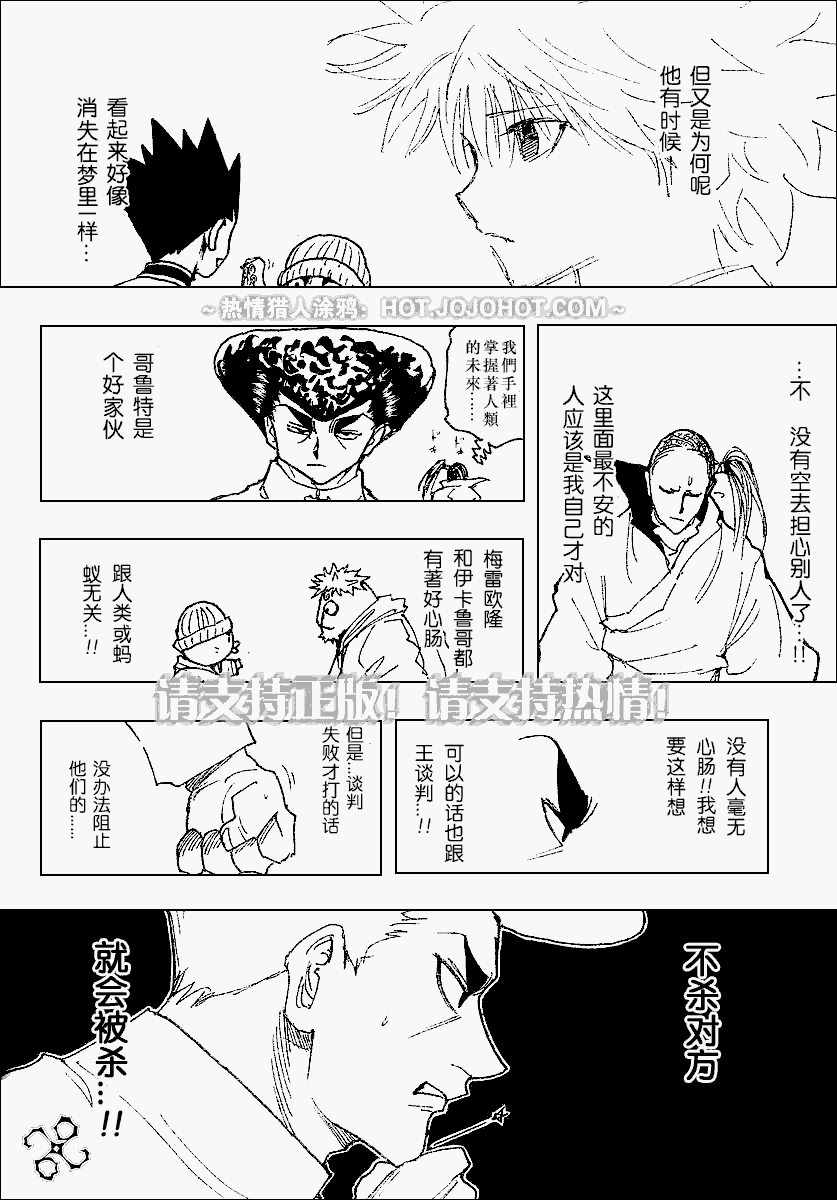 但又是为何呢
他有时候
看起来好像
消失在梦里一样…
~热情猎人涂鸦：HOT.JOJOHOT.COM~
…不 没有空去担心别人了…!!
这里面最不安的
人应该是我自己才对
我們手裡
掌握著人類
的未來……
哥鲁特是
个好家伙
梅雷欧隆
和伊卡鲁哥都
有著好心肠
跟人类或蚂
蚁无关…!!
请支持正版! 请支持热情!
没有人毫无
心肠!!我想
要这样想
可以的话也跟
王谈判…!!
但是…谈判
失败才打的话
没办法阻止
他们的……
不杀对方
就会被杀…!!